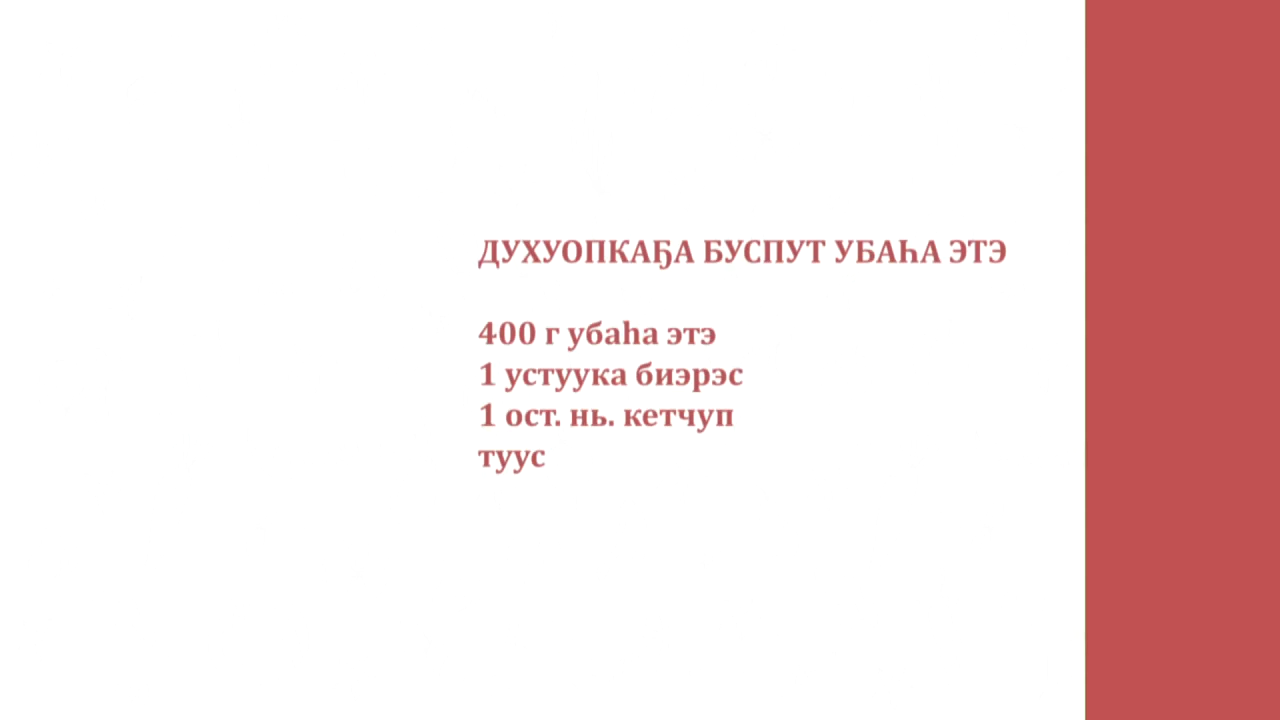 ДУХУОПКАҔА БУСПУТ УБАҺА ЭТЭ
400 г убаһа этэ
1 устуука биэрэс
1 ост. нь. кетчуп
туус